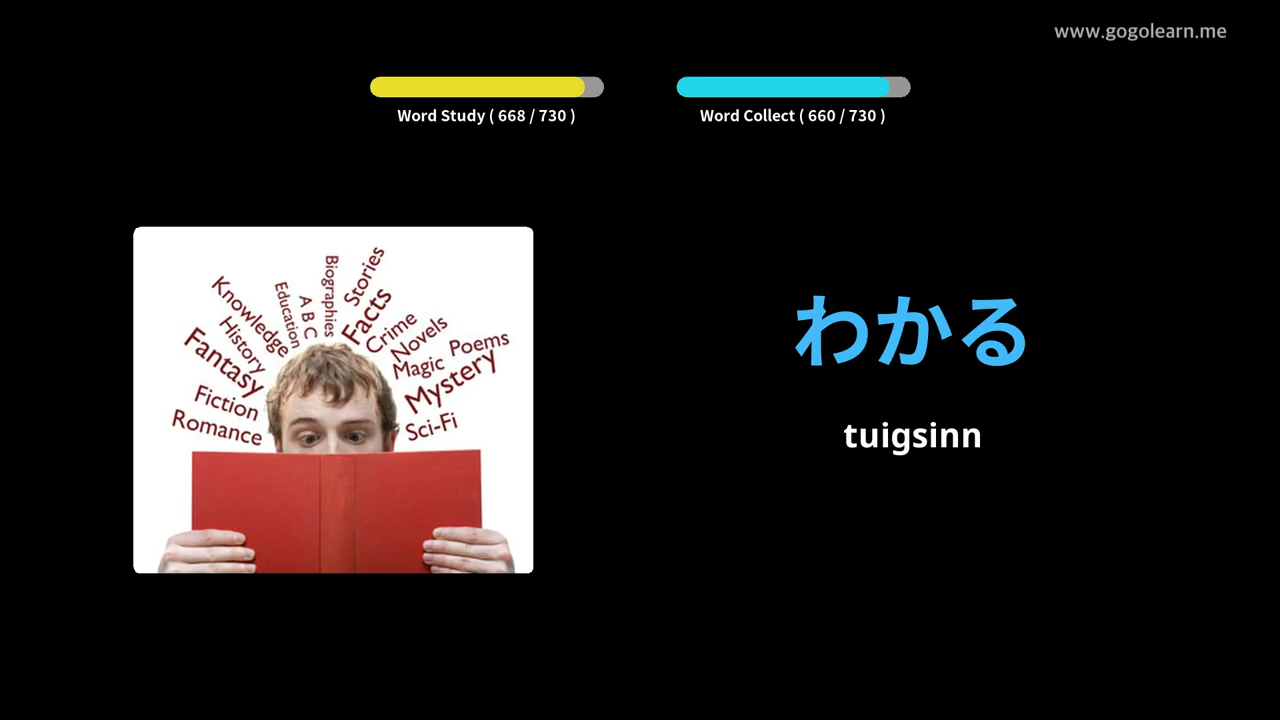 www.gogolearn.me
Word Study ( 668 / 730 )
Word Collect ( 660 / 730 )
Knowledge
History
Fantasy
Fiction
Romance
Education
A B C
Biographies
Stories
Facts
Crime
Novels
Magic
Poems
Mystery
Sci-Fi
わかる
tuigsinn